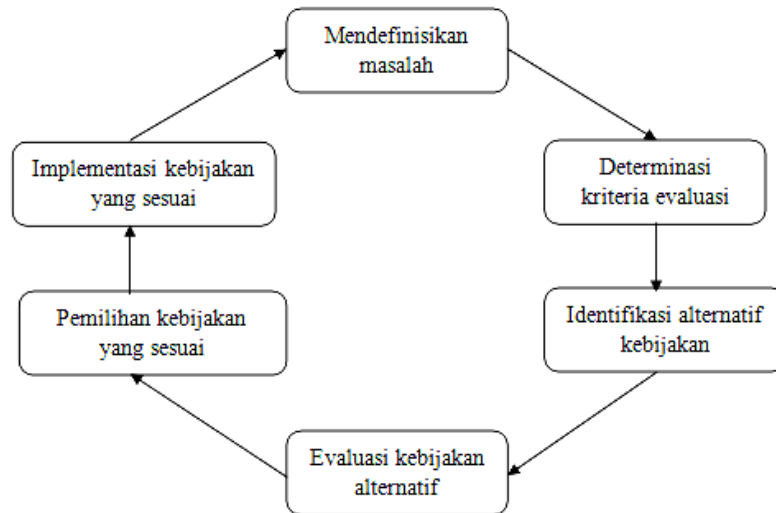 Mendefinisikan
masalah
Determinasi
kriteria evaluasi
Identifikasi alternatif
kebijakan
Evaluasi kebijakan
alternatif
Pemilihan kebijakan
yang sesuai
Implementasi kebijakan
yang sesuai